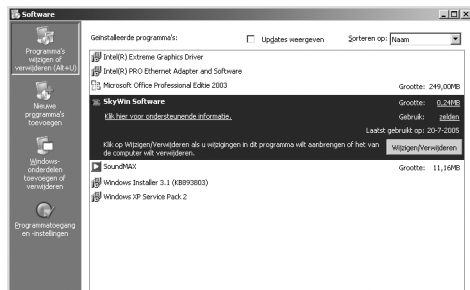 Software
Programma's
wijzigen of
verwijderen (Alt+U)
Nieuwe
programma's
toevoegen
Windows-
onderdelen
toevoegen of
verwijderen
Programmatoegang
en -instellingen
Geïnstalleerde programma's:
Updates weergeven
Sorteren op: Naam
Intel(R) Extreme Graphics Driver
Intel(R) PRO Ethernet Adapter and Software
Microsoft Office Professional Editie 2003 Grootte: 249,00MB
SkyWin Software Grootte: 0,24MB
Klik hier voor ondersteunende informatie. Gebruik: zelden
Laatst gebruikt op: 20-7-2005
Klik op Wijzigen/Verwijderen als u wijzigingen in dit programma wilt aanbrengen of het van
de computer wilt verwijderen.
Wijzigen/Verwijderen
SoundMAX Grootte: 11,16MB
Windows Installer 3.1 (KB893803)
Windows XP Service Pack 2